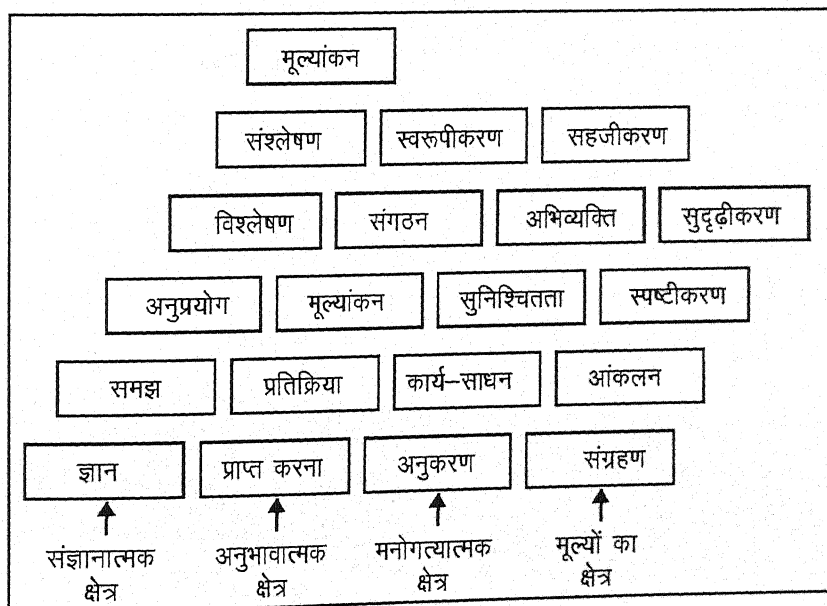 मूल्यांकन
संश्लेषण स्वरूपीकरण सहजीकरण
विश्लेषण संगठन अभिव्यक्ति सुदृढ़ीकरण
अनुप्रयोग मूल्यांकन सुनिश्चितता स्पष्टीकरण
समझ प्रतिक्रिया कार्य–साधन आंकलन
ज्ञान प्राप्त करना अनुकरण संग्रहण
संज्ञानात्मक अनुभावात्मक मनोगत्यात्मक मूल्यों का
क्षेत्र क्षेत्र क्षेत्र क्षेत्र